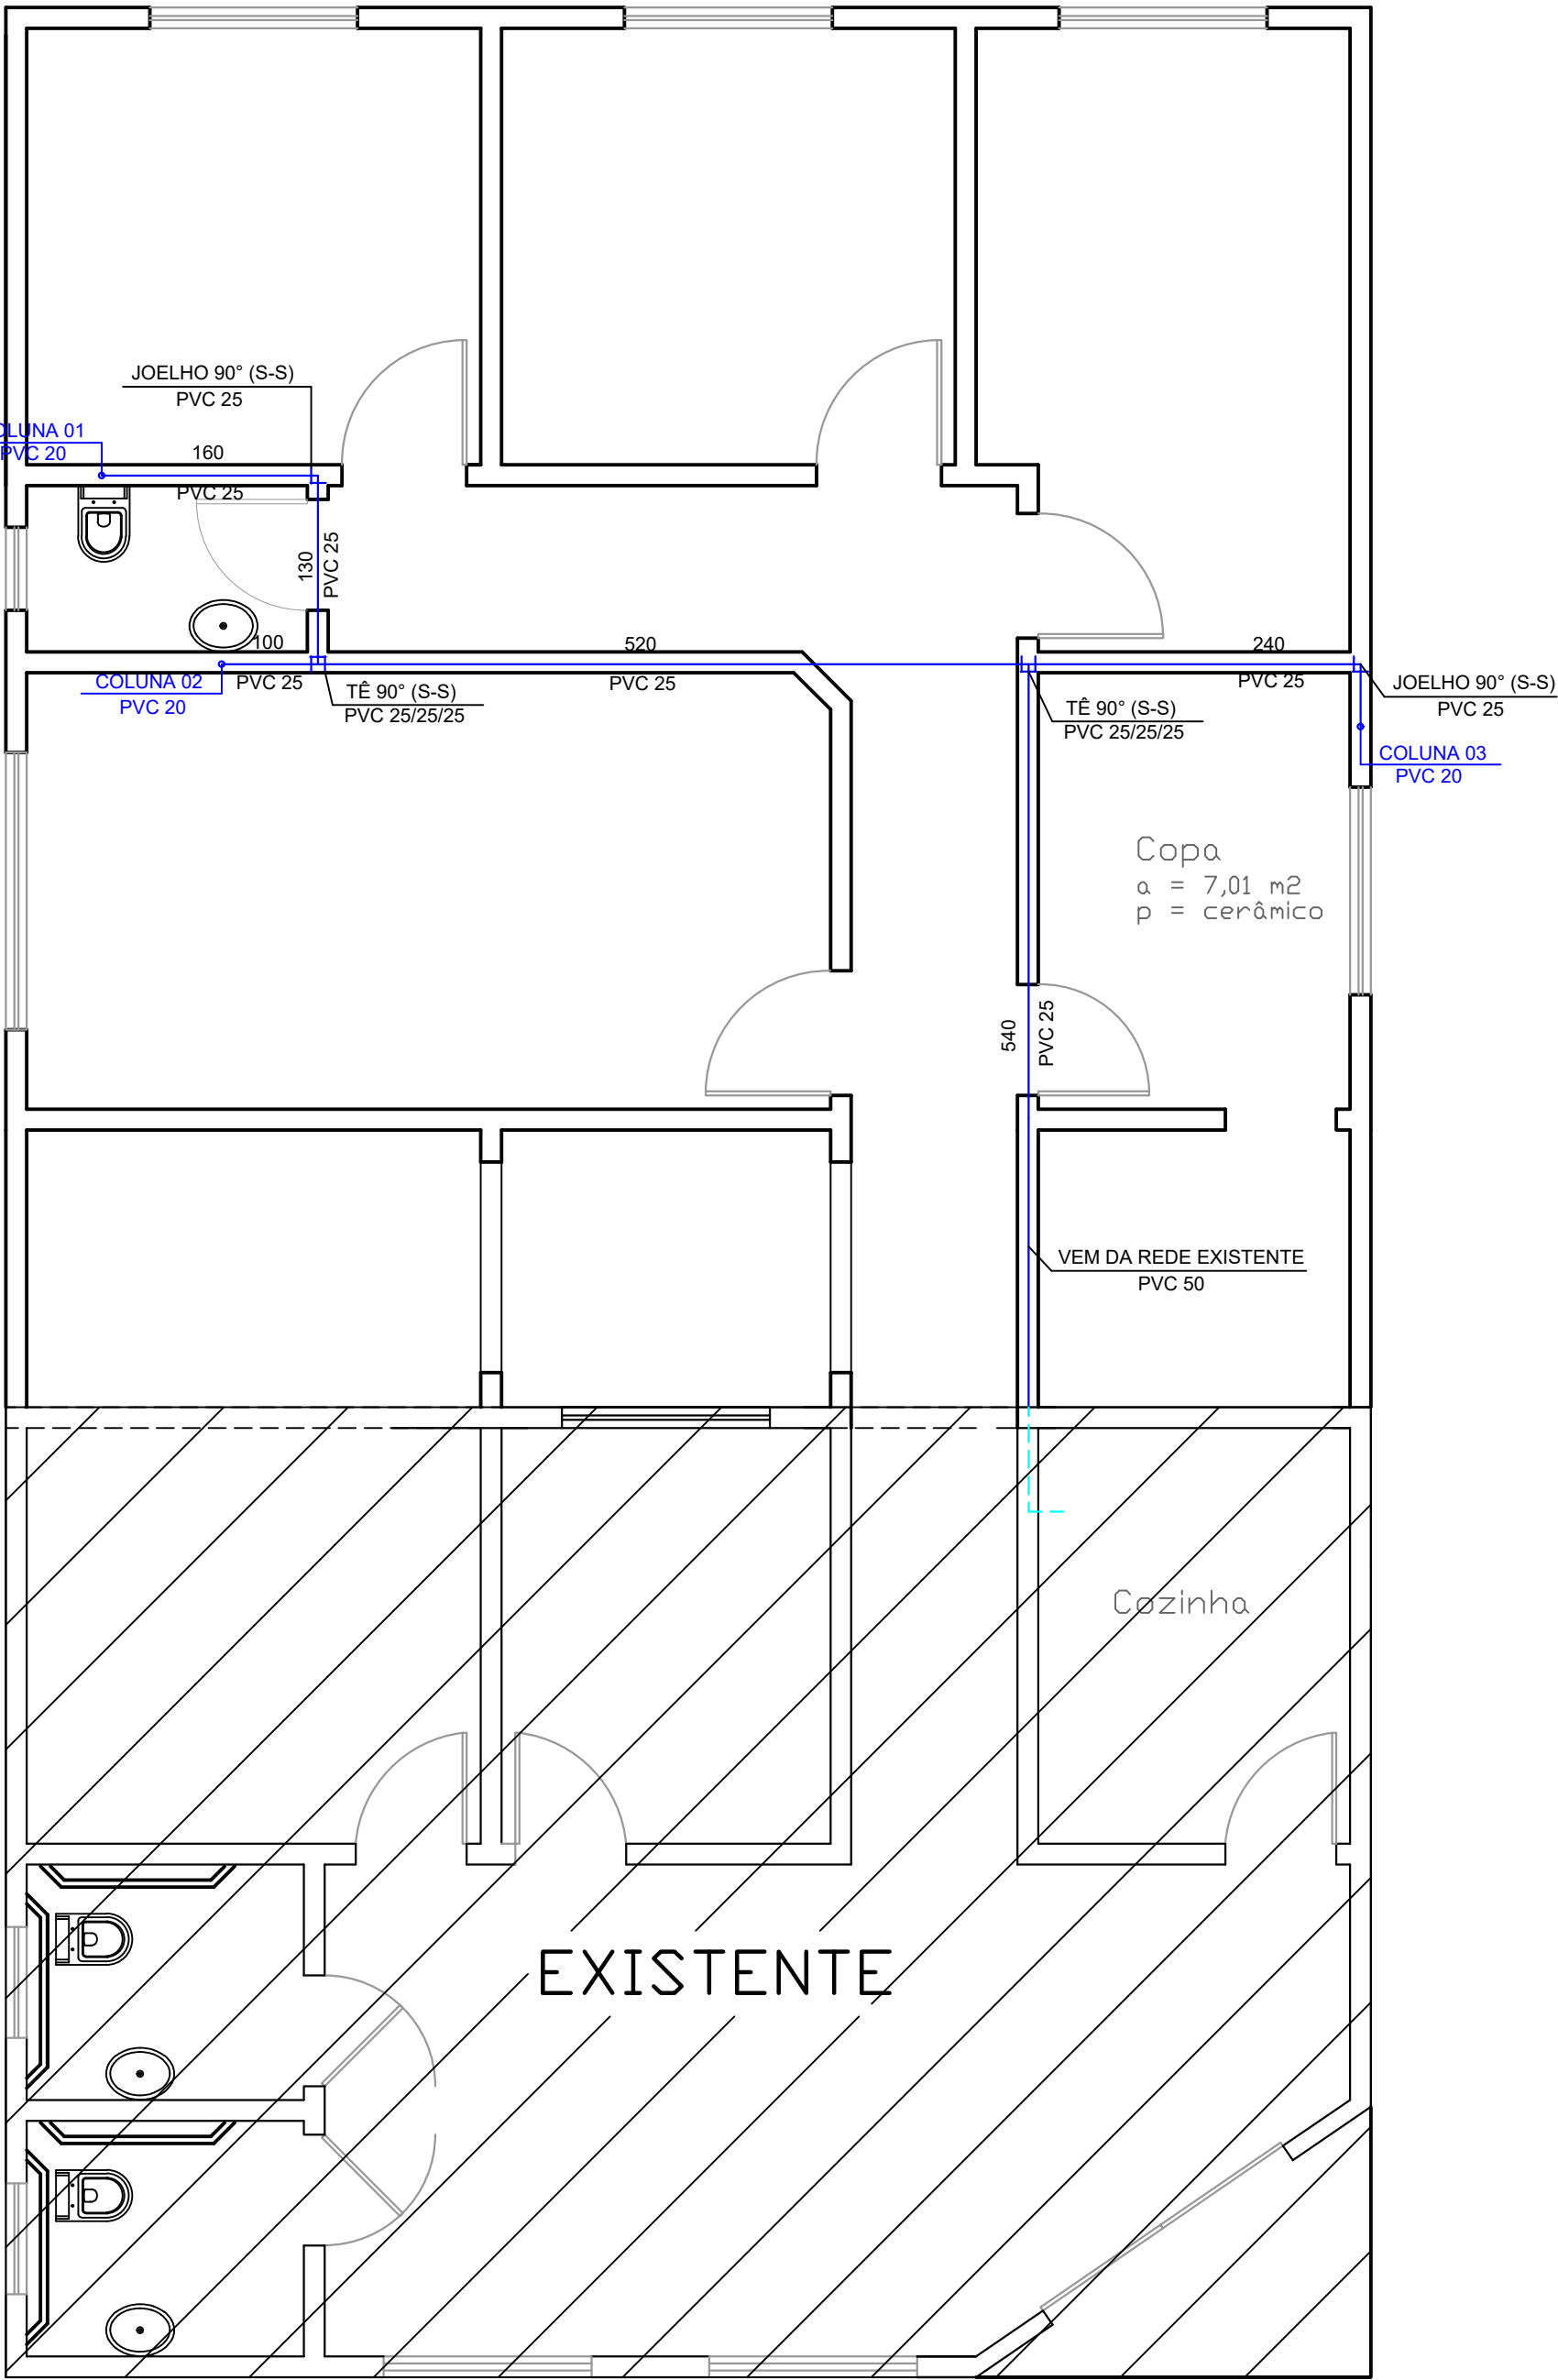 JOELHO 90° (S-S)
PVC 25
OLUNA 01
PVC 20
160
PVC 25
130
PVC 25
100
520
240
COLUNA 02
PVC 20
PVC 25
TÊ 90° (S-S)
PVC 25/25/25
PVC 25
PVC 25
TÊ 90° (S-S)
PVC 25/25/25
JOELHO 90° (S-S)
PVC 25
COLUNA 03
PVC 20
Copa
a = 7,01 m2
p = cerâmico
540
PVC 25
VEM DA REDE EXISTENTE
PVC 50
Cozinha
EXISTENTE